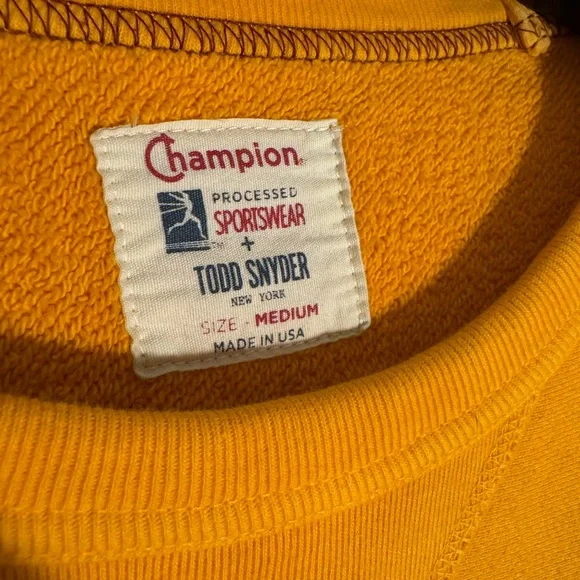 Champion
PROCESSED
SPORTSWEAR
+
TODD SNYDER
NEW YORK
SIZE - MEDIUM
MADE IN USA